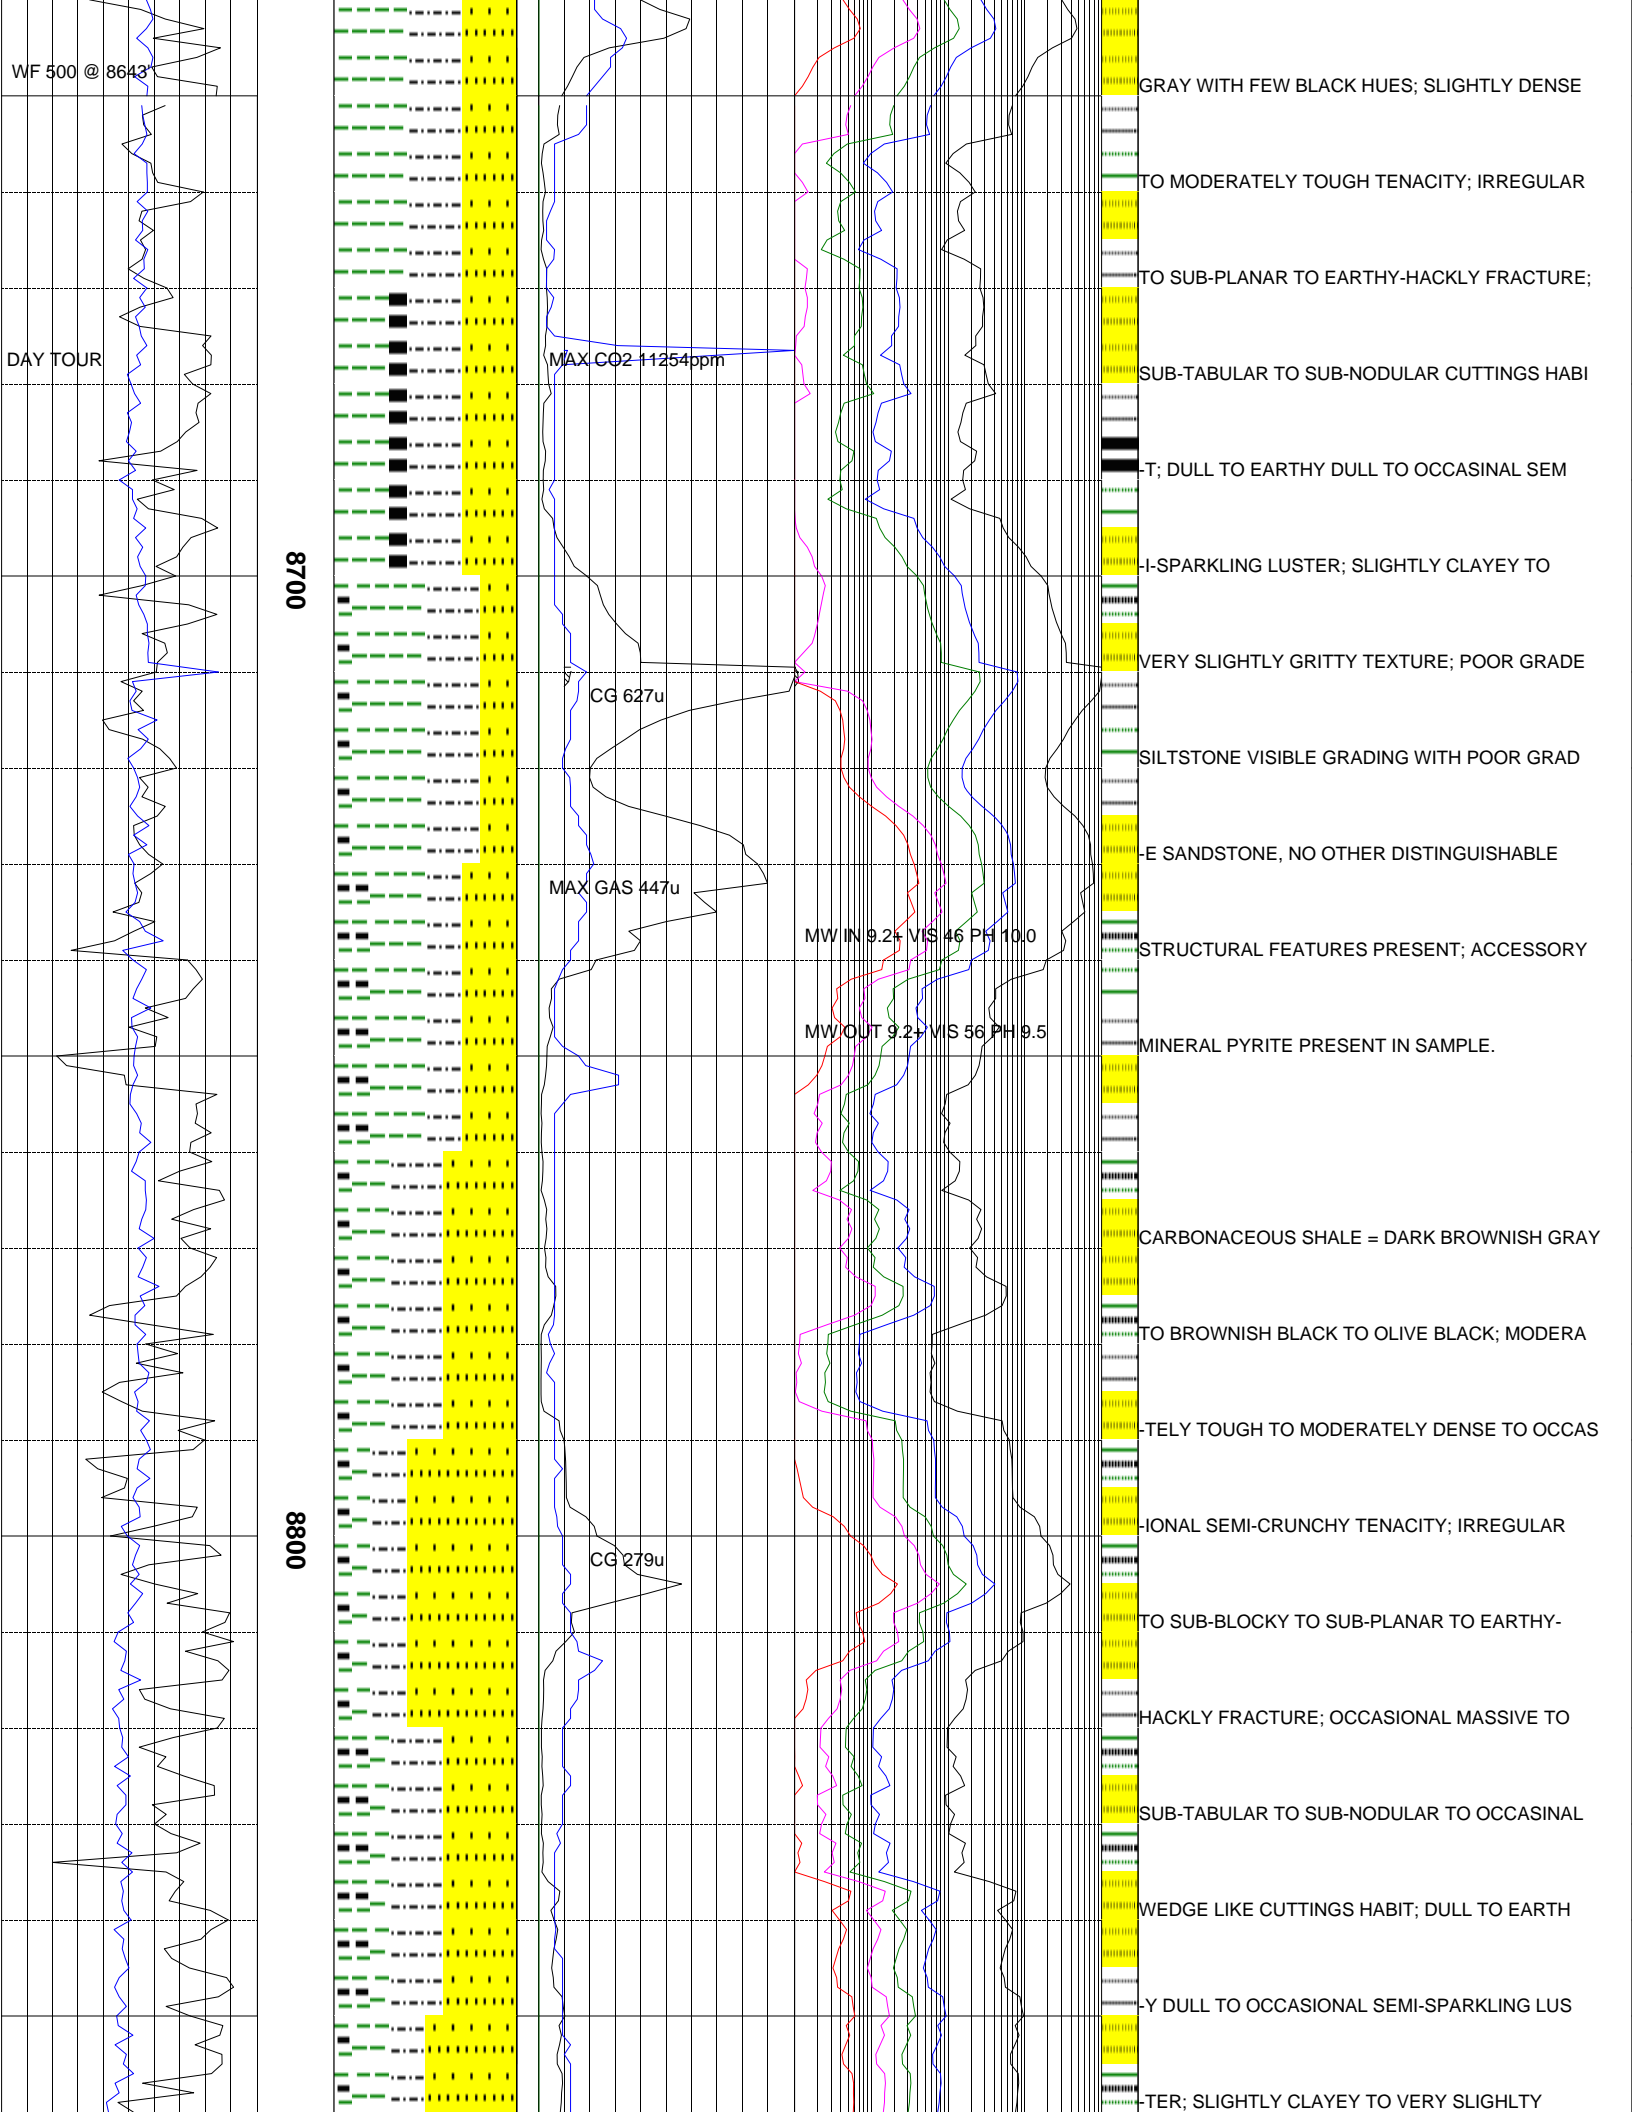 WF 500 @ 8643'
GRAY WITH FEW BLACK HUES; SLIGHTLY DENSE
TO MODERATELY TOUGH TENACITY; IRREGULAR
TO SUB-PLANAR TO EARTHY-HACKLY FRACTURE;
DAY TOUR
MAX CO2 11254ppm
SUB-TABULAR TO SUB-NODULAR CUTTINGS HABI
-T; DULL TO EARTHY DULL TO OCCASINAL SEM
8700
-I-SPARKLING LUSTER; SLIGHTLY CLAYEY TO
VERY SLIGHTLY GRITTY TEXTURE; POOR GRADE
CG 627u
SILTSTONE VISIBLE GRADING WITH POOR GRAD
-E SANDSTONE, NO OTHER DISTINGUISHABLE
MAX GAS 447u
MW IN 9.2+ VIS 46 PH 10.0
STRUCTURAL FEATURES PRESENT; ACCESSORY
MW OUT 9.2+ VIS 56 PH 9.5
MINERAL PYRITE PRESENT IN SAMPLE.
CARBONACEOUS SHALE = DARK BROWNISH GRAY
TO BROWNISH BLACK TO OLIVE BLACK; MODERA
-TELY TOUGH TO MODERATELY DENSE TO OCCAS
8800
-IONAL SEMI-CRUNCHY TENACITY; IRREGULAR
CG 279u
TO SUB-BLOCKY TO SUB-PLANAR TO EARTHY-
HACKLY FRACTURE; OCCASIONAL MASSIVE TO
SUB-TABULAR TO SUB-NODULAR TO OCCASINAL
WEDGE LIKE CUTTINGS HABIT; DULL TO EARTH
-Y DULL TO OCCASIONAL SEMI-SPARKLING LUS
-TER; SLIGHTLY CLAYEY TO VERY SLIGHLTY